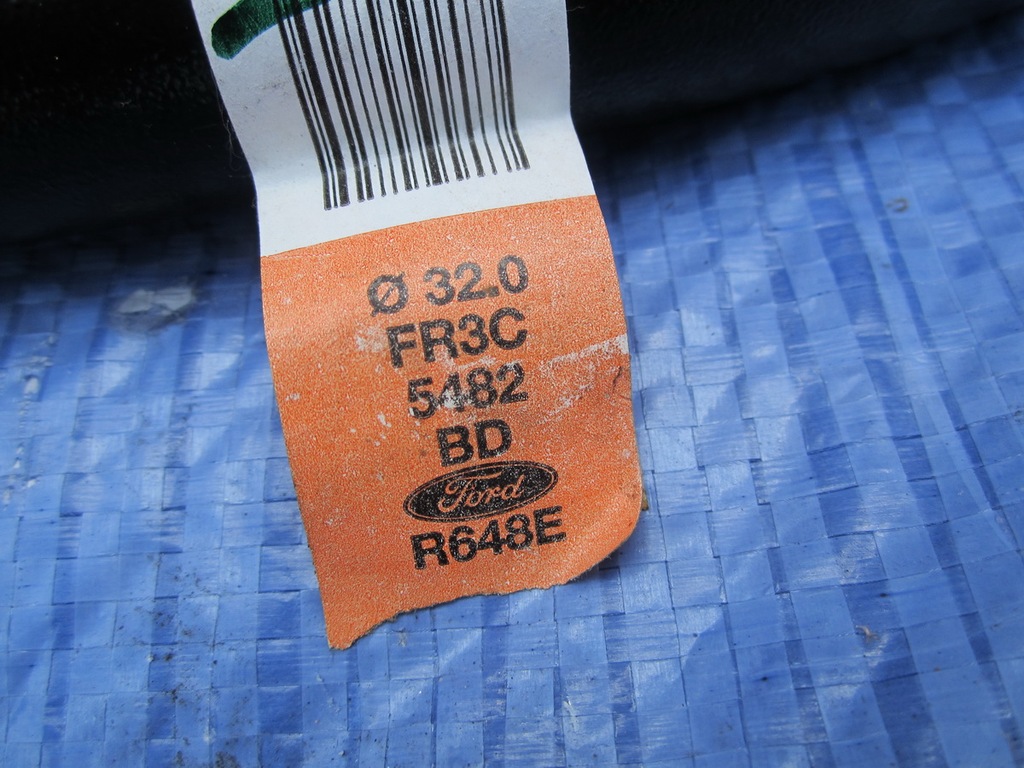 Ø 32.0
FR3C
5482
BD
Ford
R648E